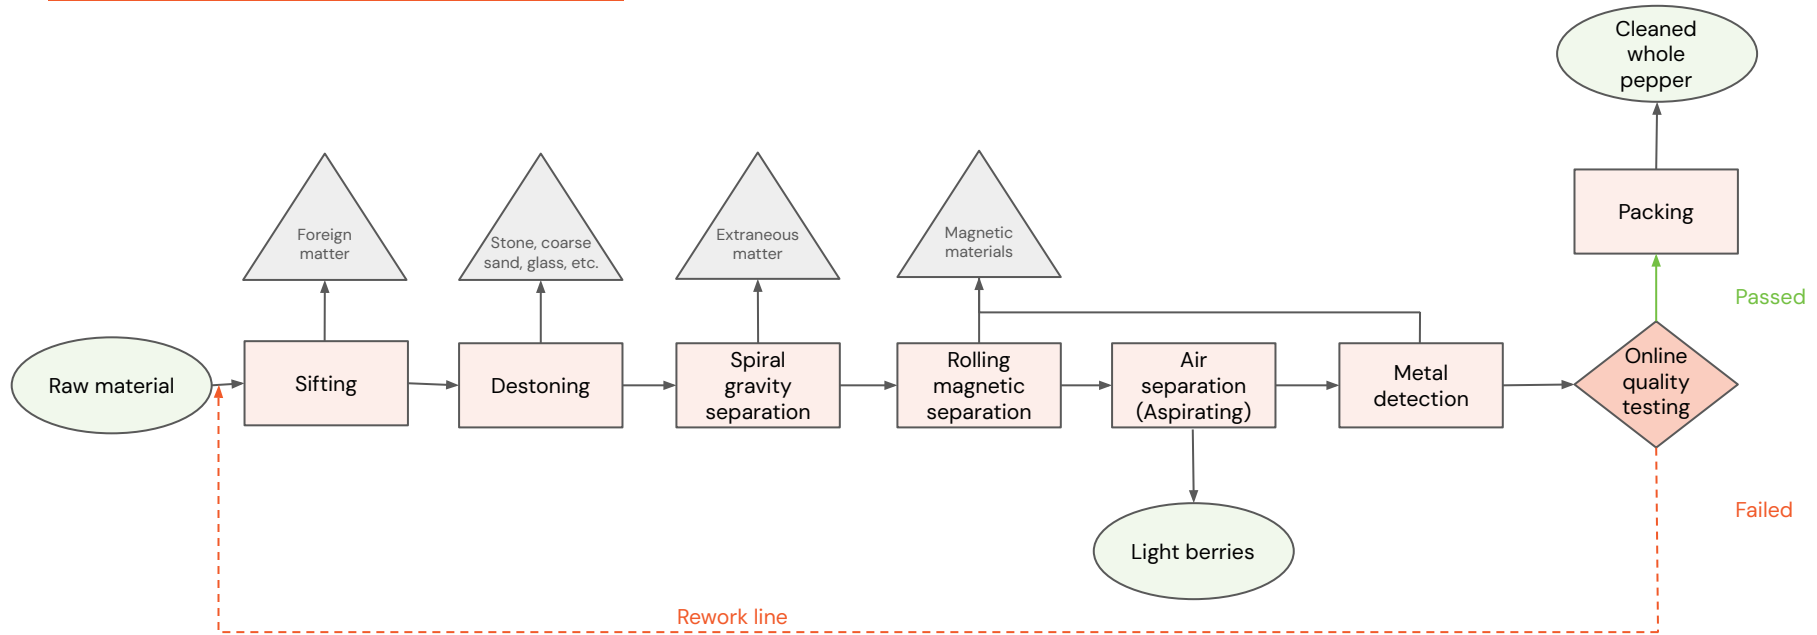 Cleaned
whole
pepper
Packing
Passed
Foreign
matter
Stone, coarse
sand, glass, etc.
Extraneous
matter
Magnetic
materials
Raw material
Sifting
Destoning
Spiral
gravity
separation
Rolling
magnetic
separation
Air
separation
(Aspirating)
Metal
detection
Online
quality
testing
Failed
Light berries
Rework line